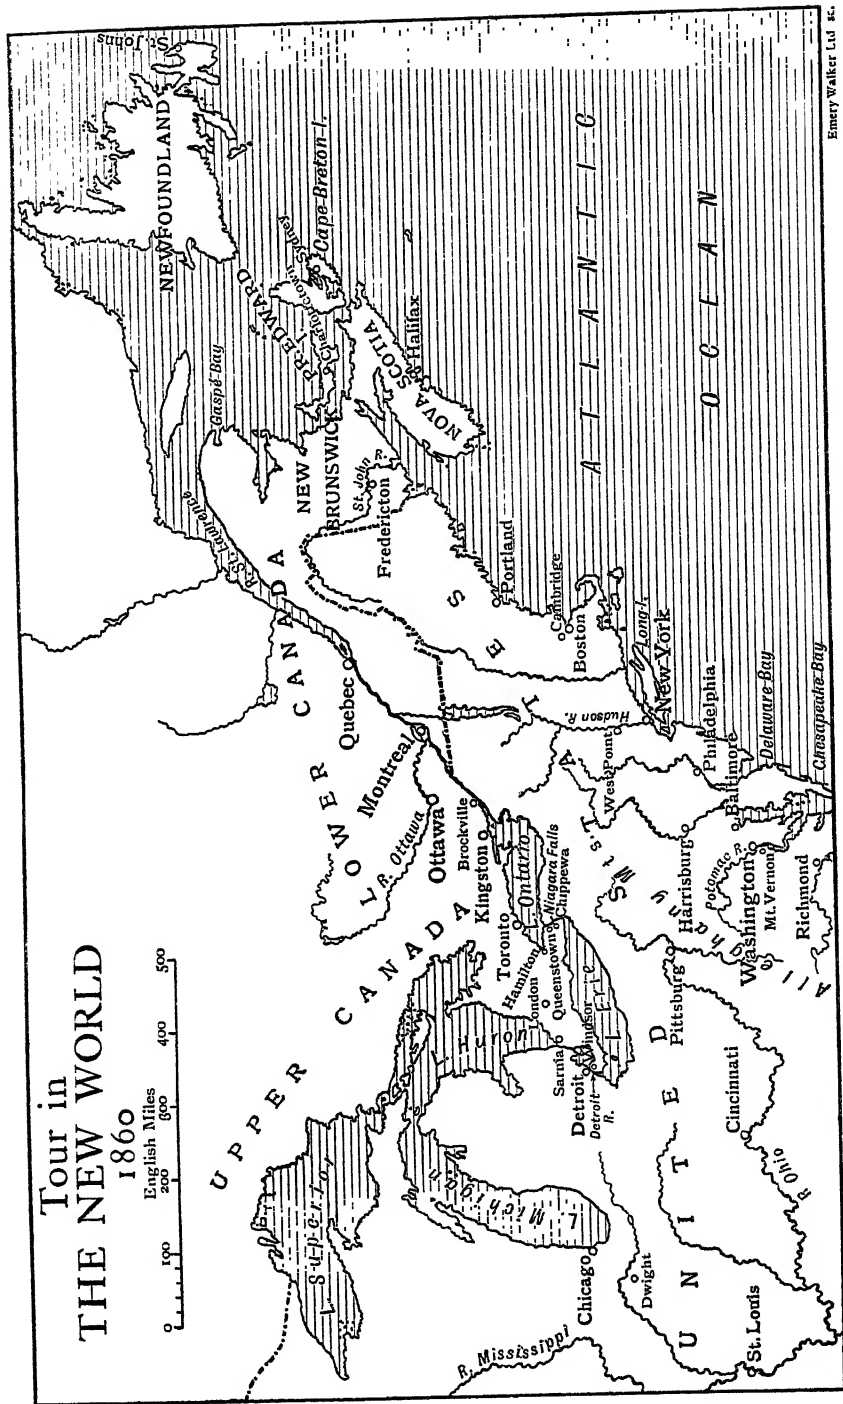 Tour in
THE NEW WORLD
1860
English Miles
0 100 200 300 400 500
UPPER CANADA
LOWER CANADA
UNITED STATES
ATLANTIC
OCEAN
NEWFOUNDLAND
St. Johns
PR. EDWARD I.
Charlottetown
Sydney
Cape Breton I.
NOVA SCOTIA
Halifax
NEW
BRUNSWICK
St. John R.
Fredericton
Gaspé Bay
R. St. Lawrence
Quebec
Montreal
R. Ottawa
Ottawa
Brockville
Kingston
L. Ontario
Toronto
Hamilton
London
Queenstown
Niagara Falls
Chippewa
L. Erie
Windsor
Sarnia
Detroit
Detroit
R.
L. Huron
L. Superior
L. Michigan
Chicago
Dwight
R. Mississippi
St. Louis
R Ohio
Cincinnati
Pittsburg
Alleghany Mts.
Harrisburg
Potomac R.
Washington
Mt. Vernon
Richmond
Baltimore
Philadelphia
Delaware Bay
Chesapeake Bay
West Point
Hudson R.
New York
Long I.
Boston
Cambridge
Portland
Emery Walker Ltd sc.